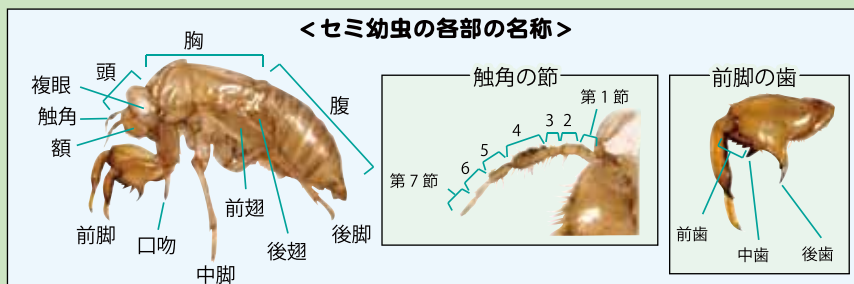 ＜セミ幼虫の各部の名称＞
胸
頭
複眼
触角
額
腹
前脚
口吻
中脚
前翅
後翅
後脚
触角の節
第１節
2
3
4
5
6
第７節
前脚の歯
前歯
中歯
後歯